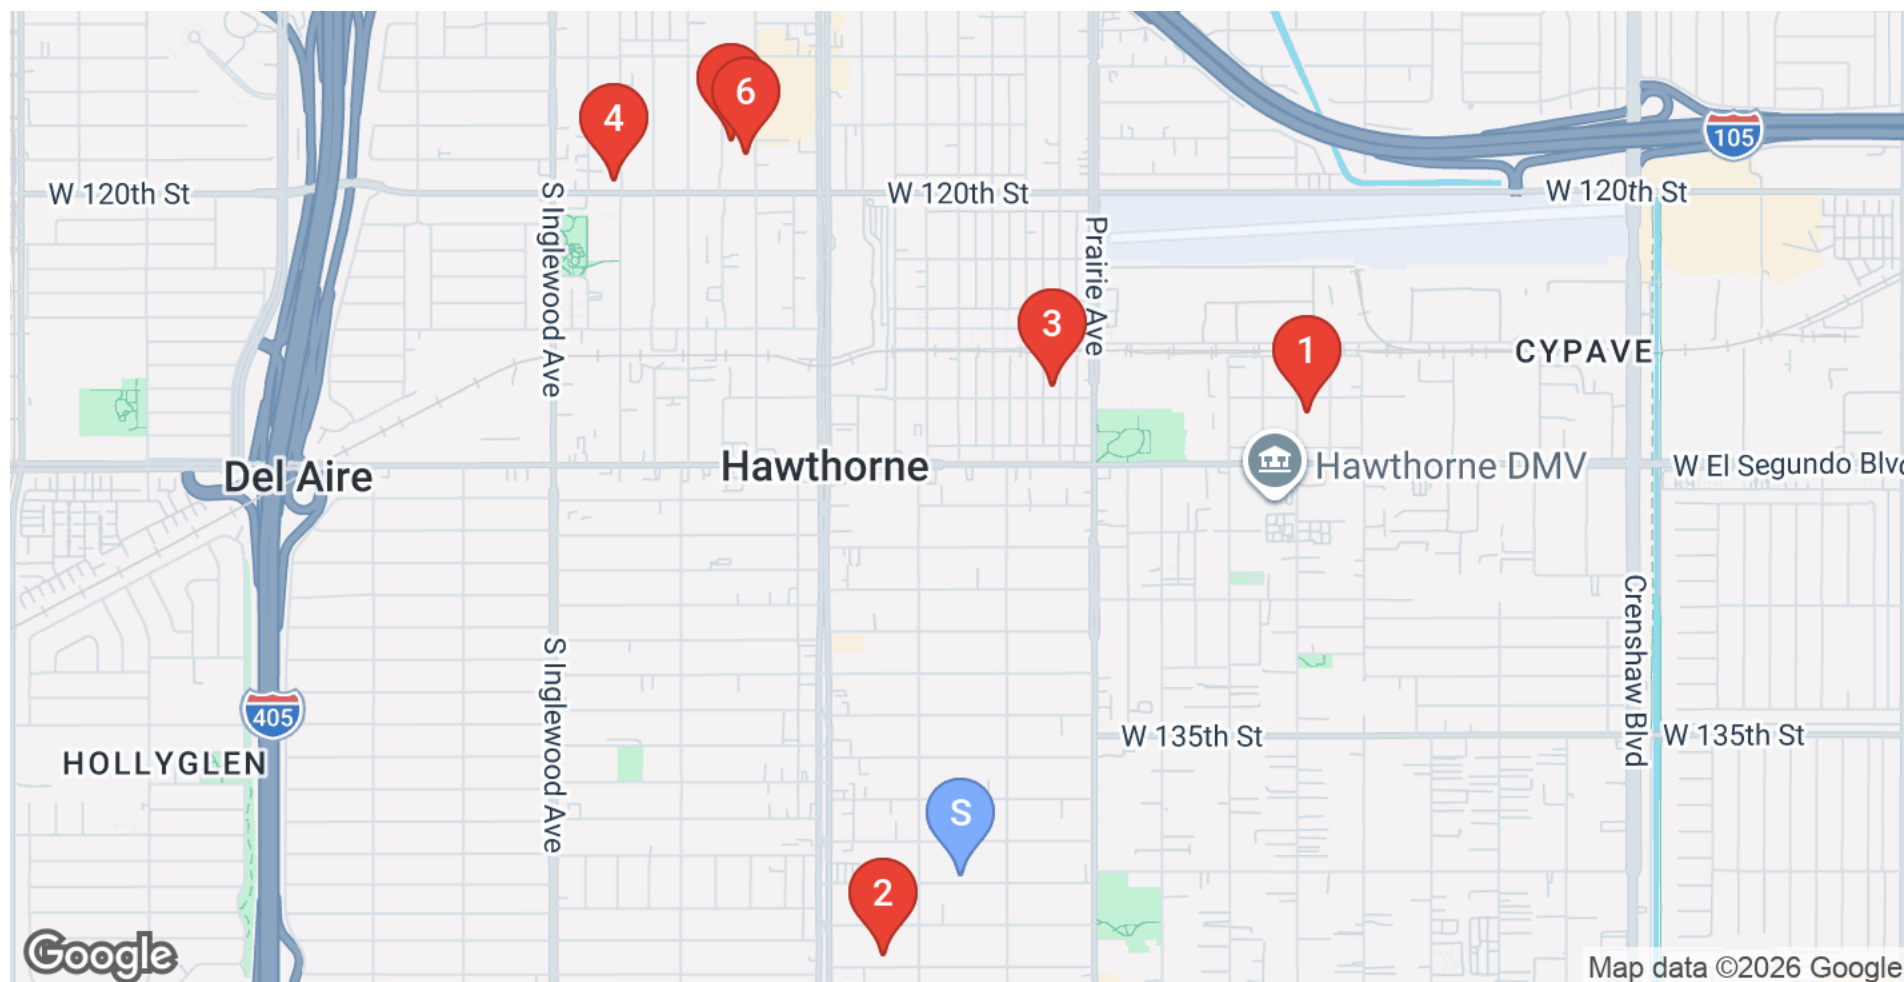 6
4
105
W 120th St
W 120th St
W 120th St
S Inglewood Ave
Prairie Ave
3
1
CYPAVE
Del Aire
Hawthorne
Hawthorne DMV
W El Segundo Blvd
Crenshaw Blvd
S Inglewood Ave
405
W 135th St
W 135th St
HOLLYGLEN
S
2
Google
Map data ©2026 Google